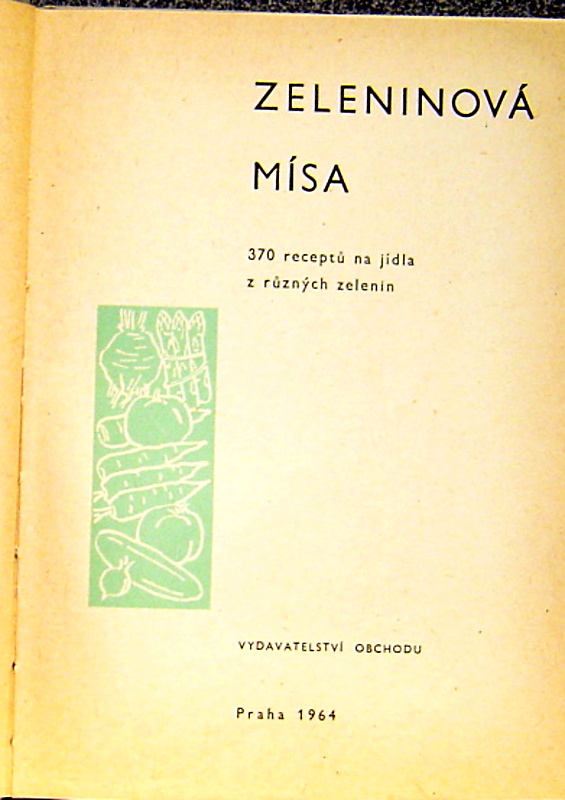 ZELENINOVÁ
MÍSA
370 receptů na jídla
z různých zelenin
VYDAVATELSTVÍ OBCHODU
Praha 1964